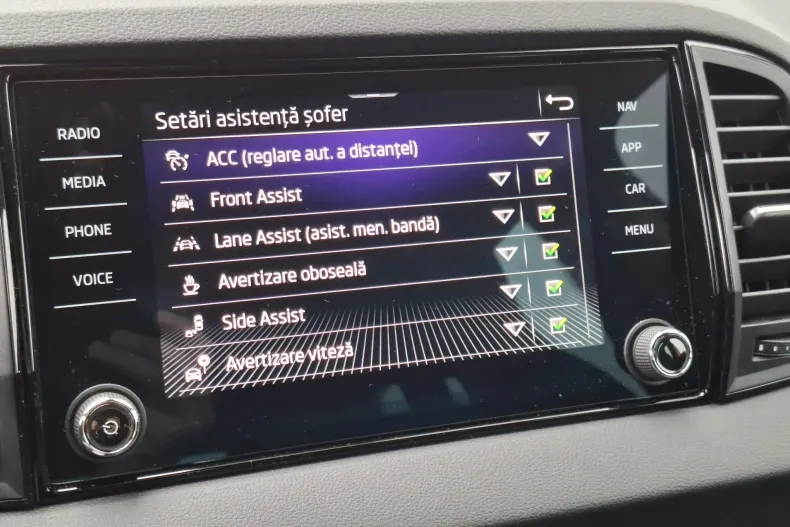 RADIO
MEDIA
PHONE
VOICE
Setări asistență șofer
ACC (reglare aut. a distanței)
Front Assist
Lane Assist (asist. men. bandă)
Avertizare oboseală
Side Assist
Avertizare viteză
NAV
APP
CAR
MENU